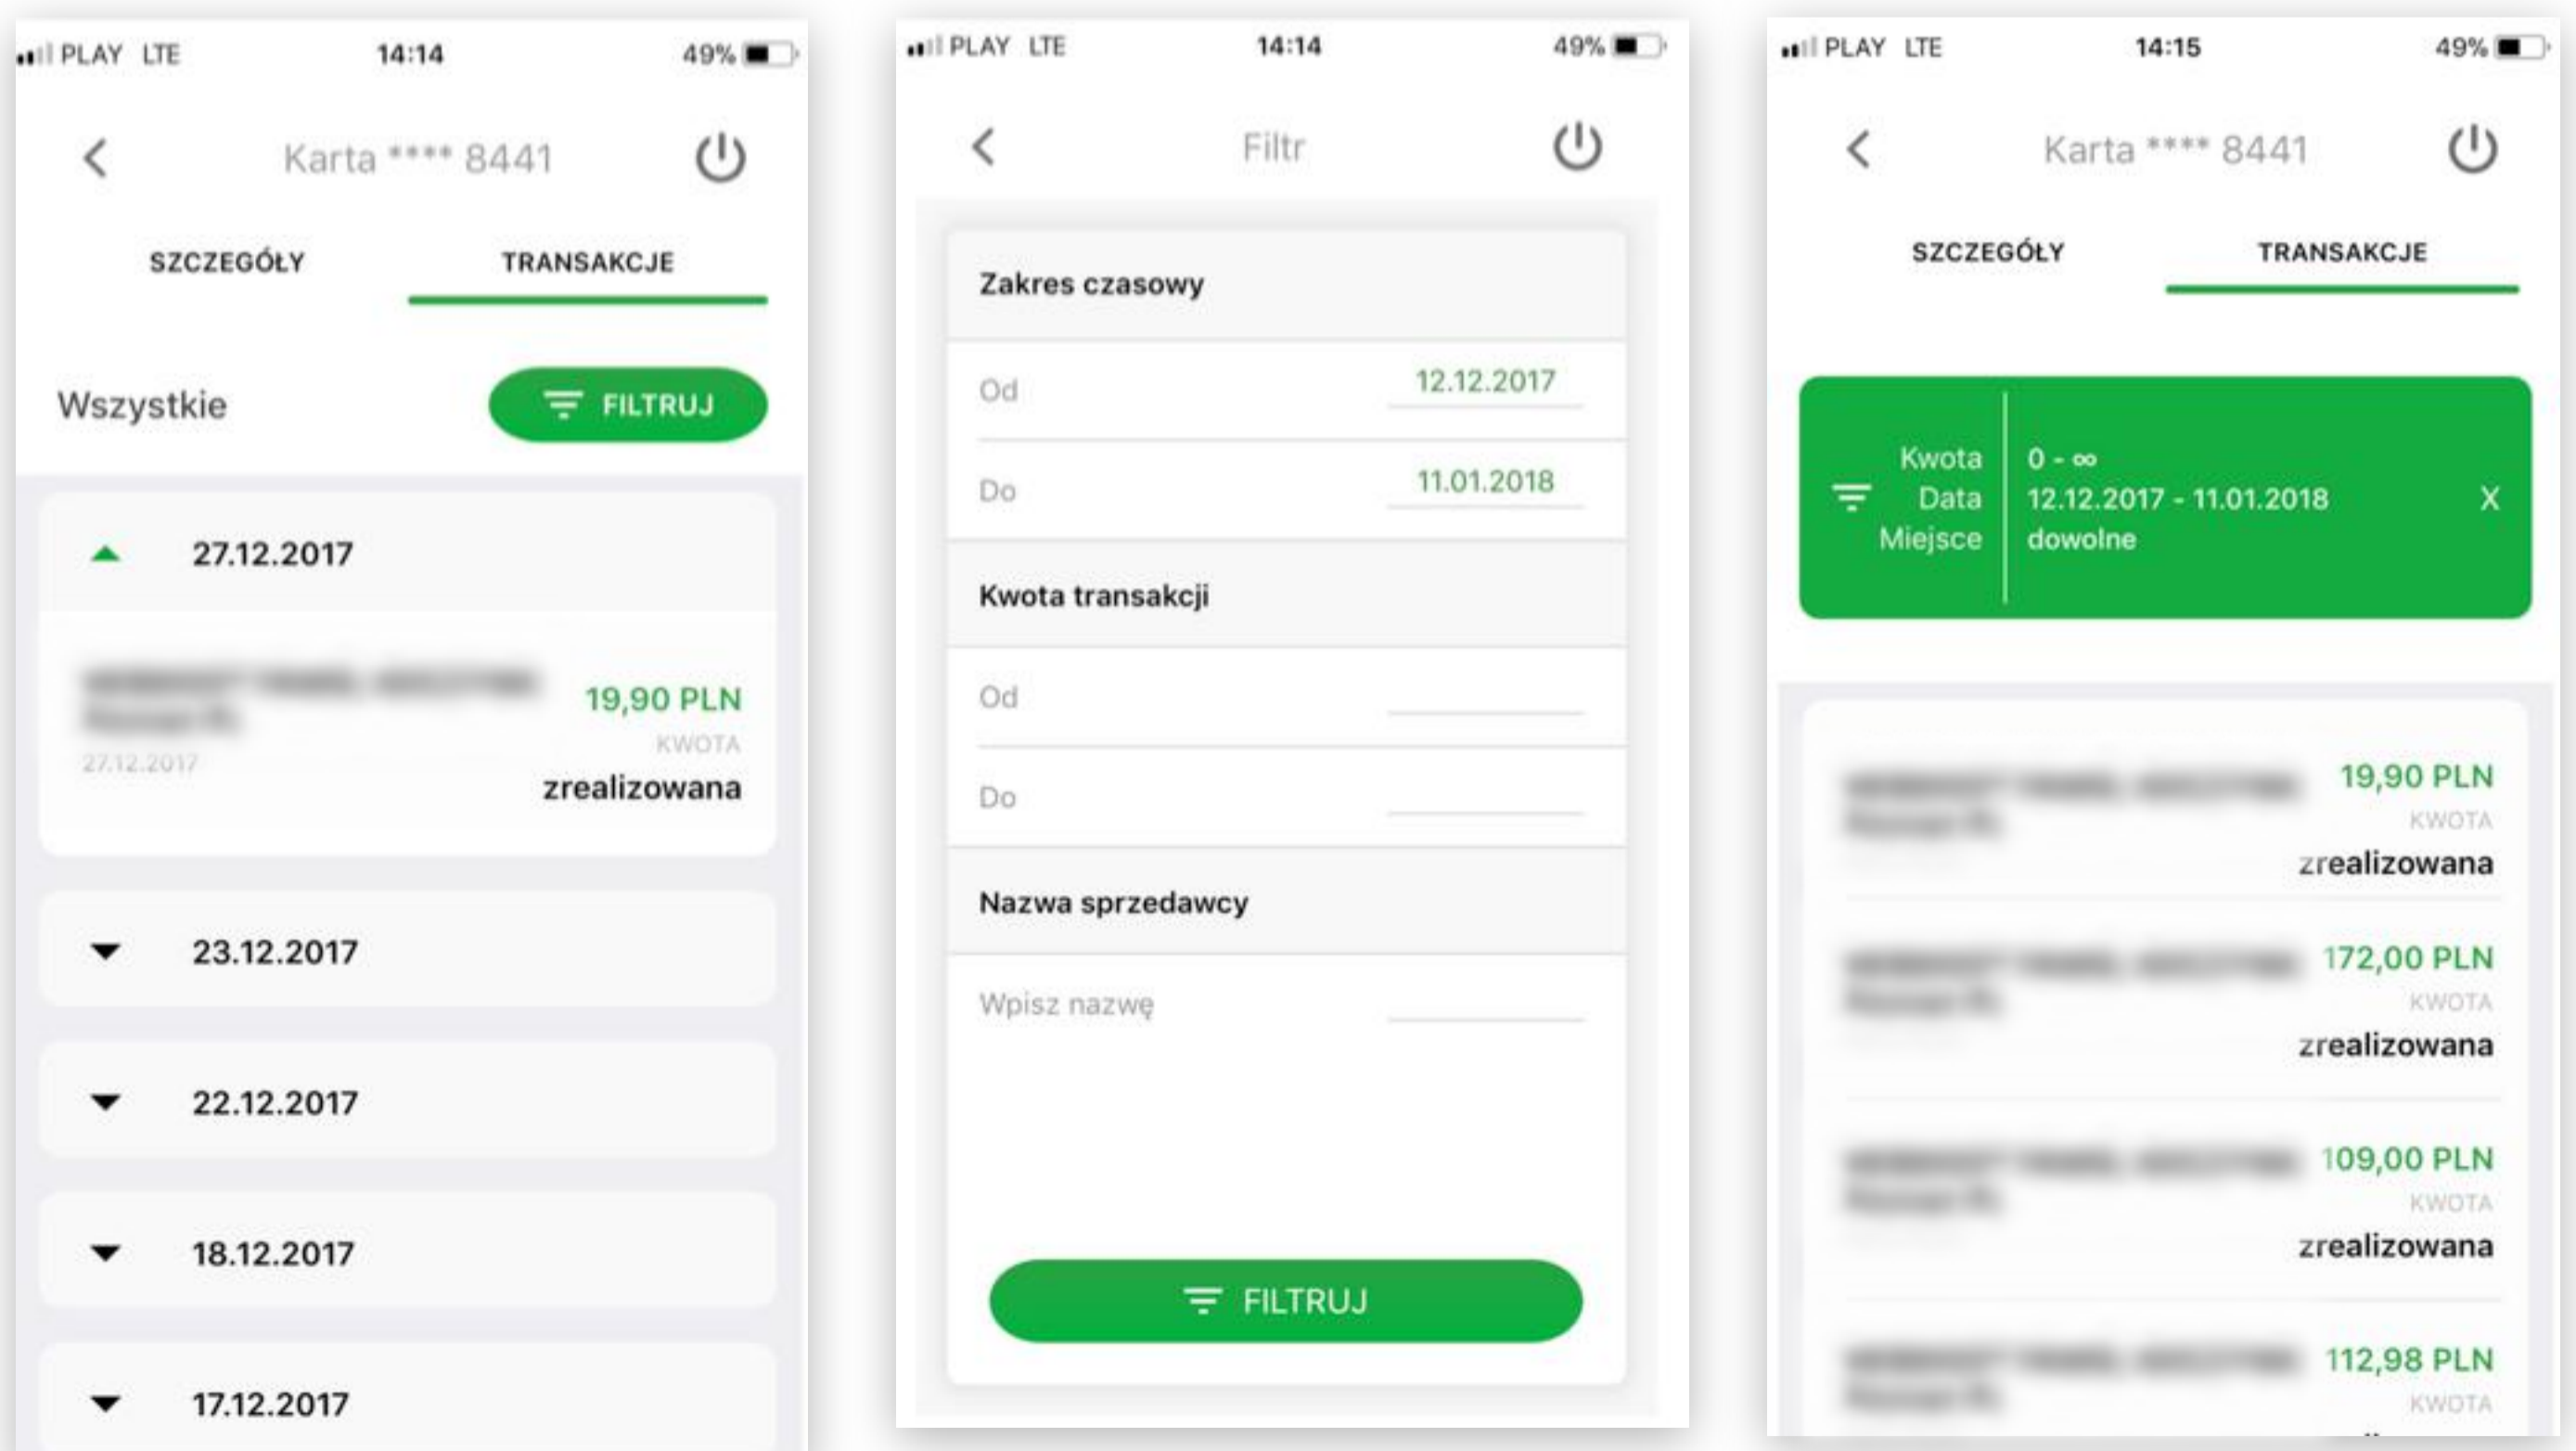 PLAY LTE 14:14 49%
Karta **** 8441
SZCZEGÓŁY TRANSAKCJE
Wszystkie FILTRUJ
27.12.2017
19,90 PLN
KWOTA
27.12.2017
zrealizowana
23.12.2017
22.12.2017
18.12.2017
17.12.2017
PLAY LTE 14:14 49%
Filtr
Zakres czasowy
Od 12.12.2017
Do 11.01.2018
Kwota transakcji
Od
Do
Nazwa sprzedawcy
Wpisz nazwę
FILTRUJ
PLAY LTE 14:15 49%
Karta **** 8441
SZCZEGÓŁY TRANSAKCJE
Kwota 0 - ∞
Data 12.12.2017 - 11.01.2018 X
Miejsce dowolne
19,90 PLN
KWOTA
zrealizowana
172,00 PLN
KWOTA
zrealizowana
109,00 PLN
KWOTA
zrealizowana
112,98 PLN
KWOTA